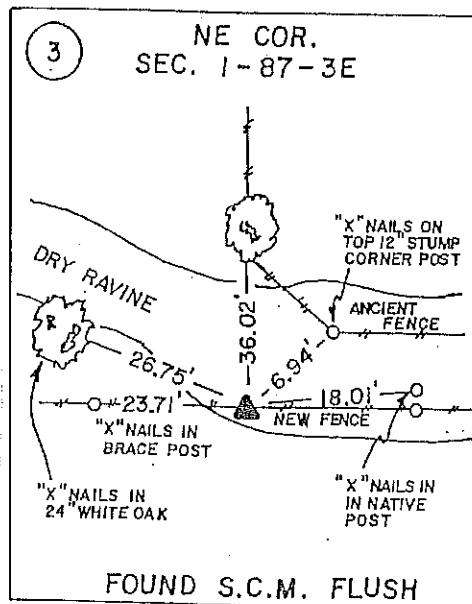 3
NE COR.
SEC. 1-87-3E
"X" NAILS ON
TOP 12" STUMP
CORNER POST
DRY RAVINE
ANCIENT
FENCE
36.02'
6.94'
26.75'
18.01'
23.71'
NEW FENCE
"X" NAILS IN
BRACE POST
"X" NAILS IN
IN NATIVE
POST
"X" NAILS IN
24" WHITE OAK
FOUND S.C.M. FLUSH